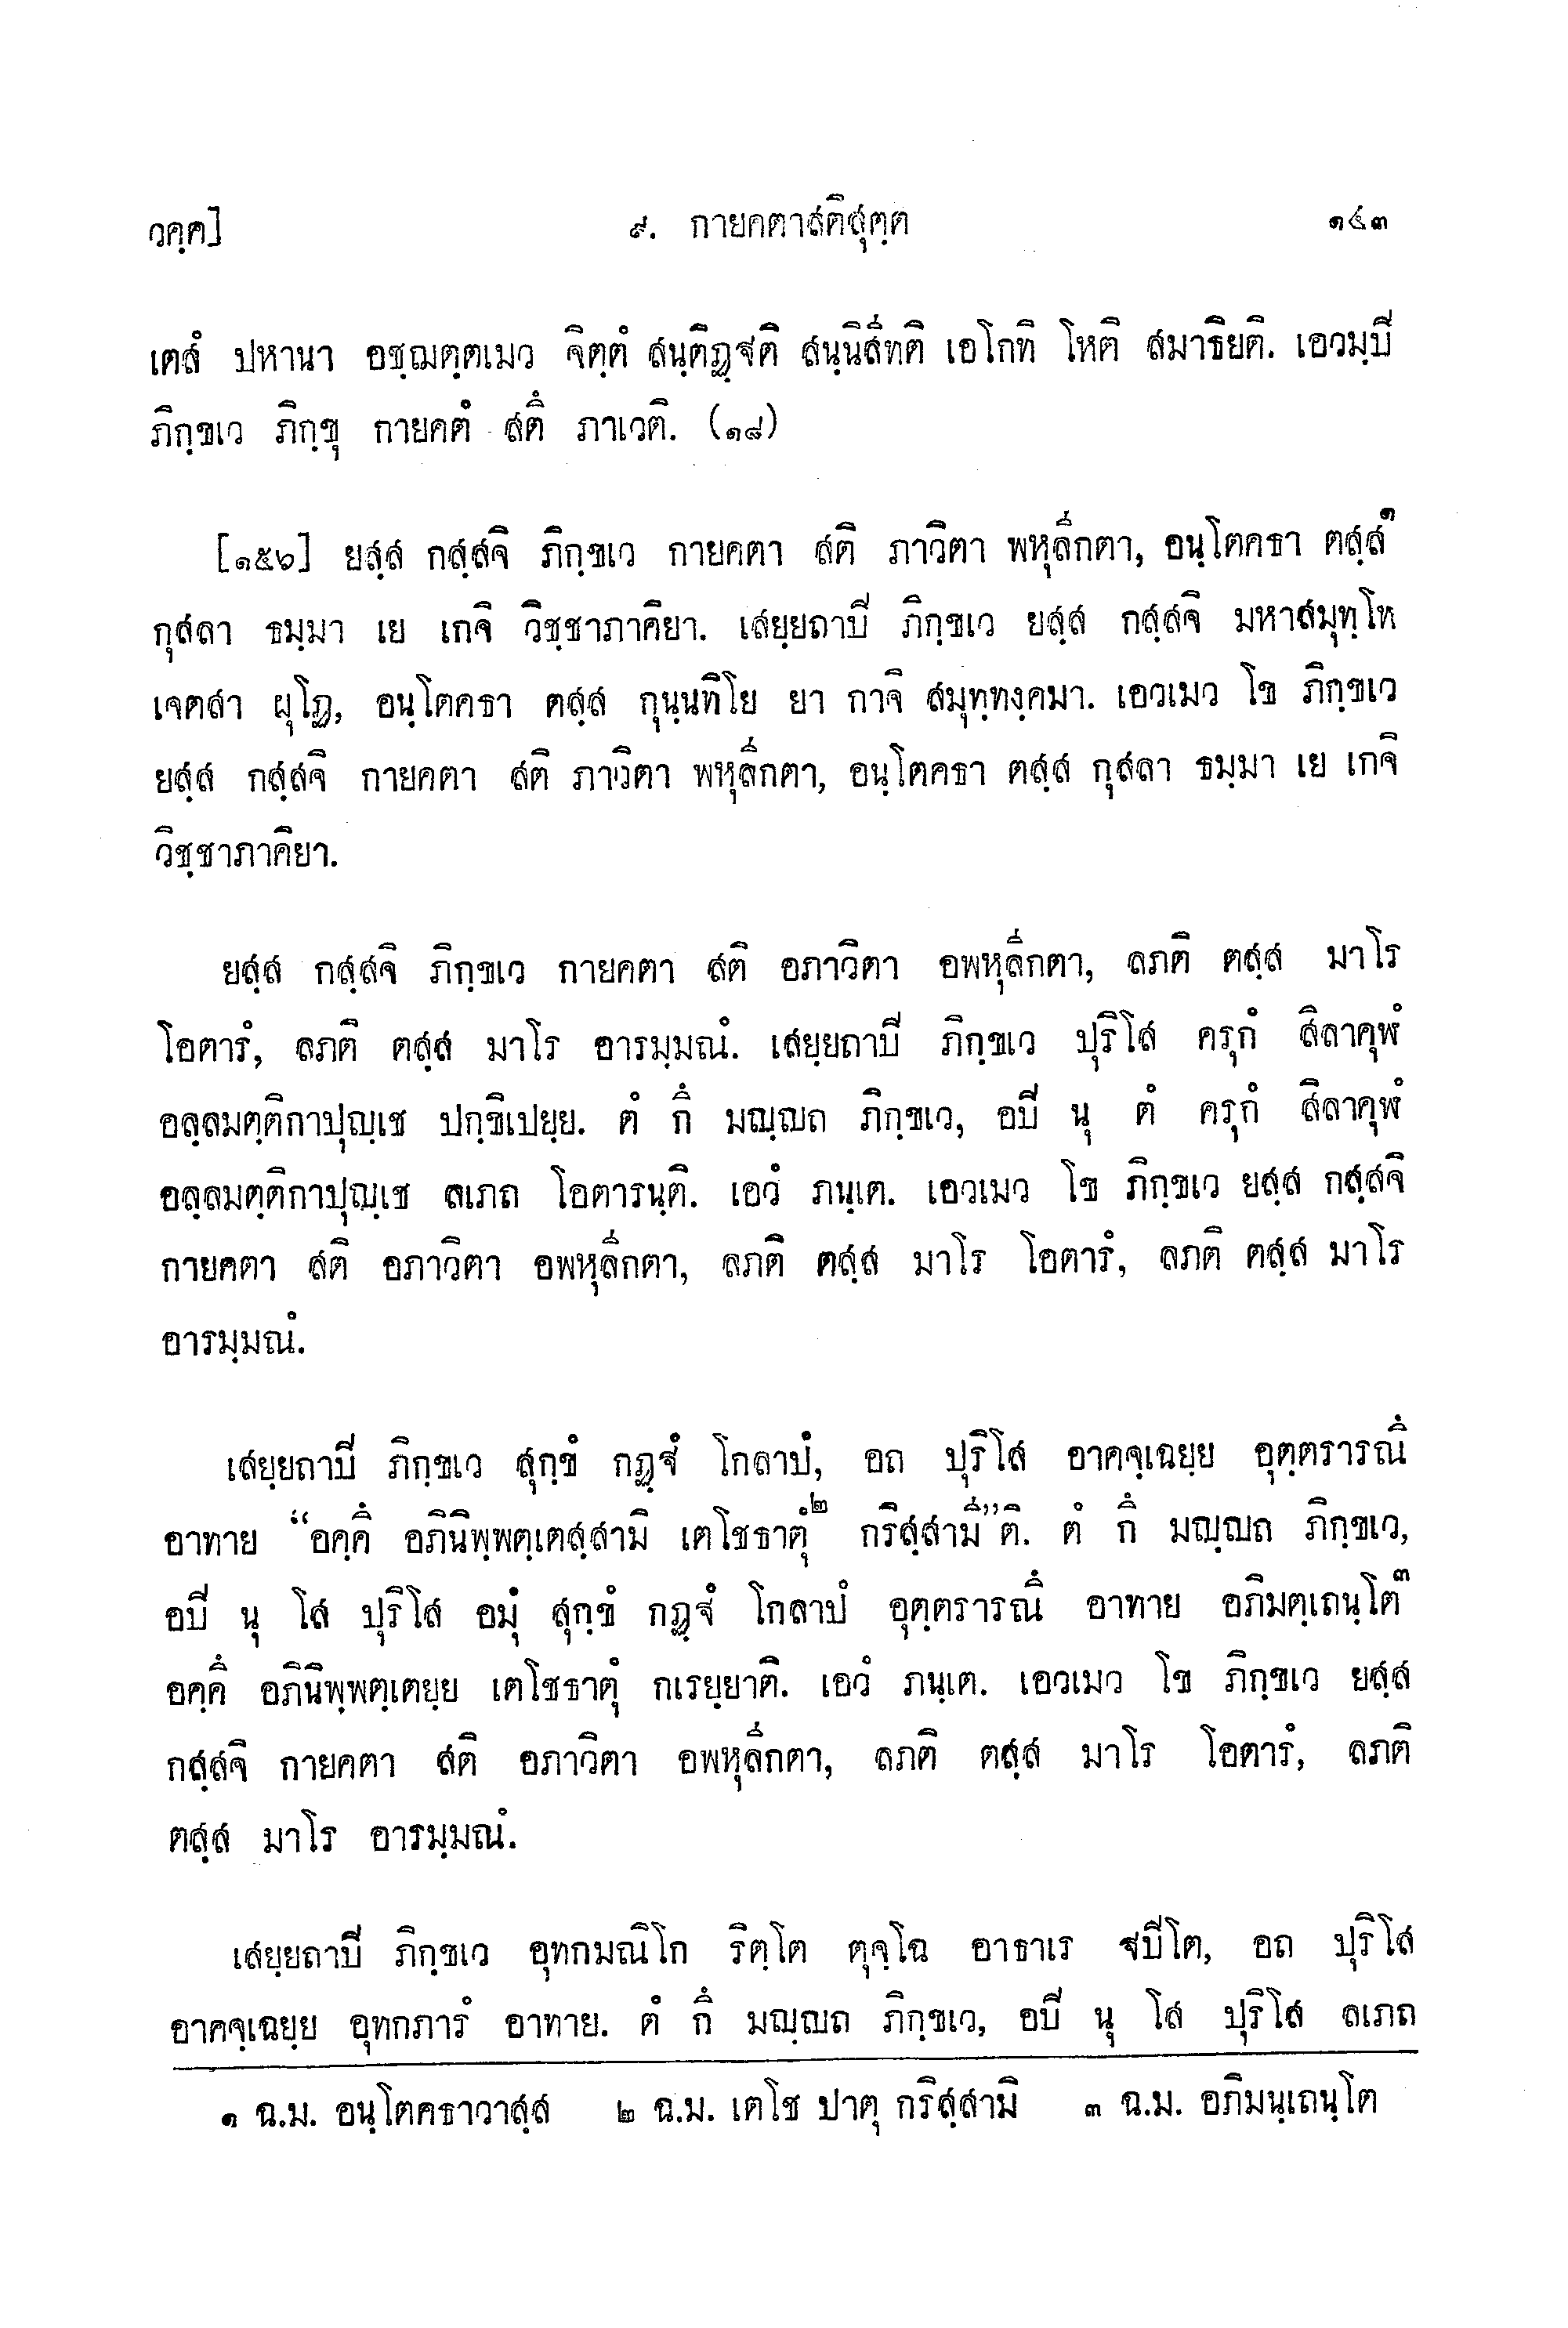 วคฺค] ๙. กายคตาสติสุตฺต ๑๔๓
เตสํ ปหานา อชฺฌตฺตเมว จิตฺตํ สนฺติฏฺฐติ สนฺนิสีทติ เอโกทิ โหติ สมาธิยติ. เอวมฺปิ
ภิกฺขเว ภิกฺขุ กายคตํ สตึ ภาเวติ. (๑๘)
[๑๕๖] ยสฺส กสฺสจิ ภิกฺขเว กายคตา สติ ภาวิตา พหุลีกตา, อนฺโตคธา ตสฺส๑
กุสลา ธมฺมา เย เกจิ วิชฺชาภาคิยา. เสยฺยถาปิ ภิกฺขเว ยสฺส กสฺสจิ มหาสมุทฺโท
เจตสา ผุโฏ, อนฺโตคธา ตสฺส กุนฺนทิโย ยา กาจิ สมุทฺทงฺคมา. เอวเมว โข ภิกฺขเว
ยสฺส กสฺสจิ กายคตา สติ ภาวิตา พหุลีกตา, อนฺโตคธา ตสฺส กุสลา ธมฺมา เย เกจิ
วิชฺชาภาคิยา.
ยสฺส กสฺสจิ ภิกฺขเว กายคตา สติ อภาวิตา อพหุลีกตา, ลภติ ตสฺส มาโร
โอตารํ, ลภติ ตสฺส มาโร อารมฺมณํ. เสยฺยถาปิ ภิกฺขเว ปุริโส ครุกํ สิลาคุฬํ
อลฺลมตฺติกาปุญฺเช ปกฺขิเปยฺย. ตํ กึ มญฺญถ ภิกฺขเว, อปิ นุ ตํ ครุกํ สิลาคุฬํ
อลฺลมตฺติกาปุญฺเช ลเภถ โอตารนฺติ. เอวํ ภนฺเต. เอวเมว โข ภิกฺขเว ยสฺส กสฺสจิ
กายคตา สติ อภาวิตา อพหุลีกตา, ลภติ ตสฺส มาโร โอตารํ, ลภติ ตสฺส มาโร
อารมฺมณํ.
เสยฺยถาปิ ภิกฺขเว สุกฺขํ กฏฺฐํ โกลาปํ, อถ ปุริโส อาคจฺเฉยฺย อุตฺตรารณึ
อาทาย “อคฺคึ อภินิพฺพตฺเตสฺสามิ เตโชธาตุํ๒ กริสฺสามี”ติ. ตํ กึ มญฺญถ ภิกฺขเว,
อปิ นุ โส ปุริโส อมุํ สุกฺขํ กฏฺฐํ โกลาปํ อุตฺตรารณึ อาทาย อภิมตฺเถนฺโต๓
อคฺคึ อภินิพฺพตฺเตยฺย เตโชธาตุํ กเรยฺยาติ. เอวํ ภนฺเต. เอวเมว โข ภิกฺขเว ยสฺส
กสฺสจิ กายคตา สติ อภาวิตา อพหุลีกตา, ลภติ ตสฺส มาโร โอตารํ, ลภติ
ตสฺส มาโร อารมฺมณํ.
เสยฺยถาปิ ภิกฺขเว อุทกมณิโก ริตฺโต ตุจฺโฉ อาธาเร ฐปิโต, อถ ปุริโส
อาคจฺเฉยฺย อุทกภารํ อาทาย. ตํ กึ มญฺญถ ภิกฺขเว, อปิ นุ โส ปุริโส ลเภถ
๑ ฉ.ม. อนฺโตคธาวาสฺส ๒ ฉ.ม. เตโช ปาตุ กริสฺสามิ ๓ ฉ.ม. อภิมนฺเถนฺโต